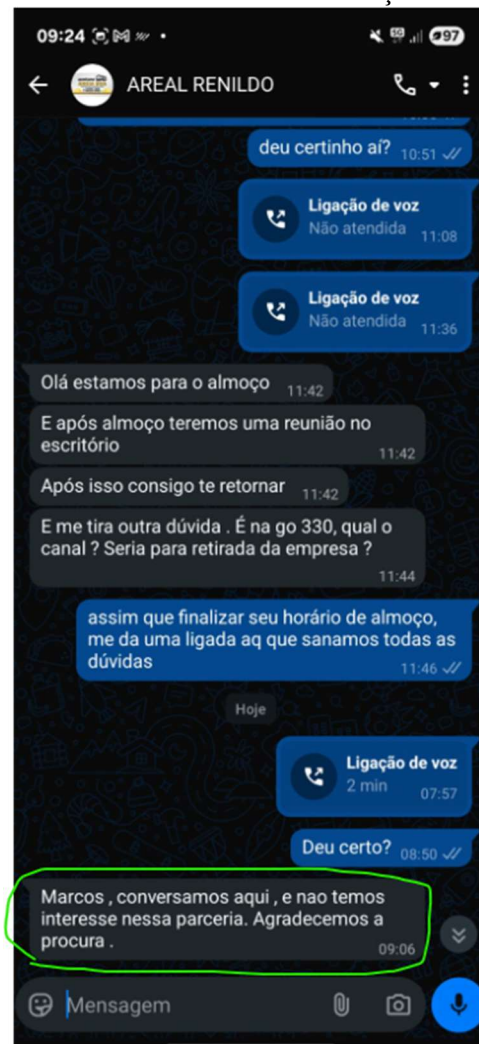 09:24
5G 97
AREAL RENILDO
deu certinho aí? 10:51
Ligação de voz
Não atendida 11:08
Ligação de voz
Não atendida 11:36
Olá estamos para o almoço 11:42
E após almoço teremos uma reunião no
escritório
11:42
Após isso consigo te retornar 11:42
E me tira outra dúvida . É na go 330, qual o
canal ? Seria para retirada da empresa ?
11:44
assim que finalizar seu horário de almoço,
me da uma ligada aq que sanamos todas as
dúvidas
11:46
Hoje
Ligação de voz
2 min 07:57
Deu certo? 08:50
Marcos , conversamos aqui , e nao temos
interesse nessa parceria. Agradecemos a
procura .
09:06
Mensagem